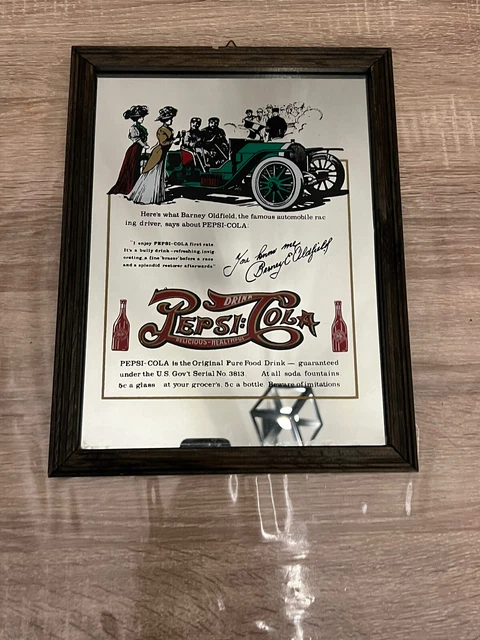 Here's what Barney Oldfield, the famous automobile rac
ing driver, says about PEPSI-COLA:
"I enjoy PEPSI-COLA first rate
It's a bully drink-refreshing, invig
orating, a fine 'bracer' before a race
and a splendid restorer afterwards"
You know me
Barney E Oldfield
DRINK
PEPSI:COLA
DELICIOUS-HEALTHFUL
PEPSI-COLA is the Original Pure Food Drink — guaranteed
under the U.S. Gov't Serial No. 3813. At all soda fountains
5c a glass at your grocer's. 5c a bottle. Beware of imitations